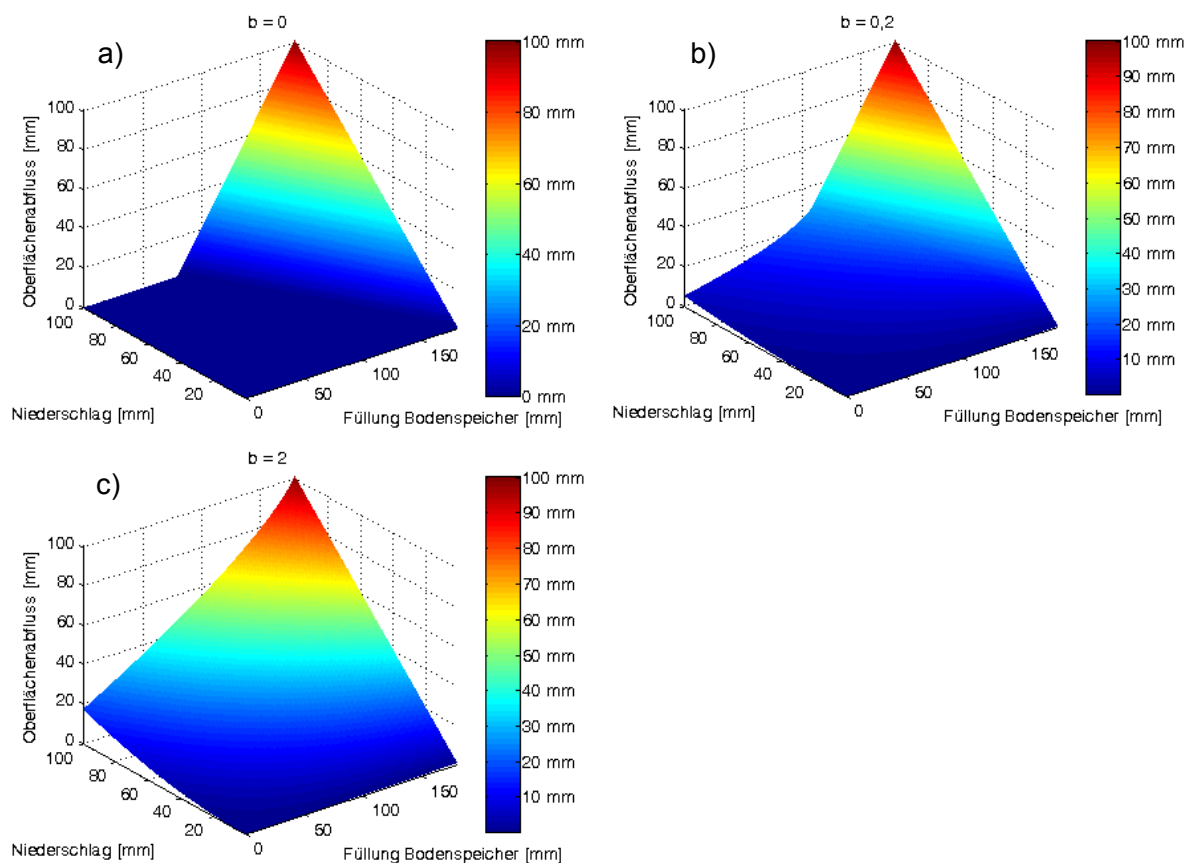 a)
b = 0
Oberflächenabfluss [mm]
100
80
60
40
20
0
100
80
60
40
20
Niederschlag [mm]
0
50
100
150
Füllung Bodenspeicher [mm]
100 mm
80 mm
60 mm
40 mm
20 mm
0 mm
b)
b = 0,2
Oberflächenabfluss [mm]
100
80
60
40
20
0
100
80
60
40
20
Niederschlag [mm]
0
50
100
150
Füllung Bodenspeicher [mm]
100 mm
90 mm
80 mm
70 mm
60 mm
50 mm
40 mm
30 mm
20 mm
10 mm
c)
b = 2
Oberflächenabfluss [mm]
100
80
60
40
20
0
100
80
60
40
20
Niederschlag [mm]
0
50
100
150
Füllung Bodenspeicher [mm]
100 mm
90 mm
80 mm
70 mm
60 mm
50 mm
40 mm
30 mm
20 mm
10 mm